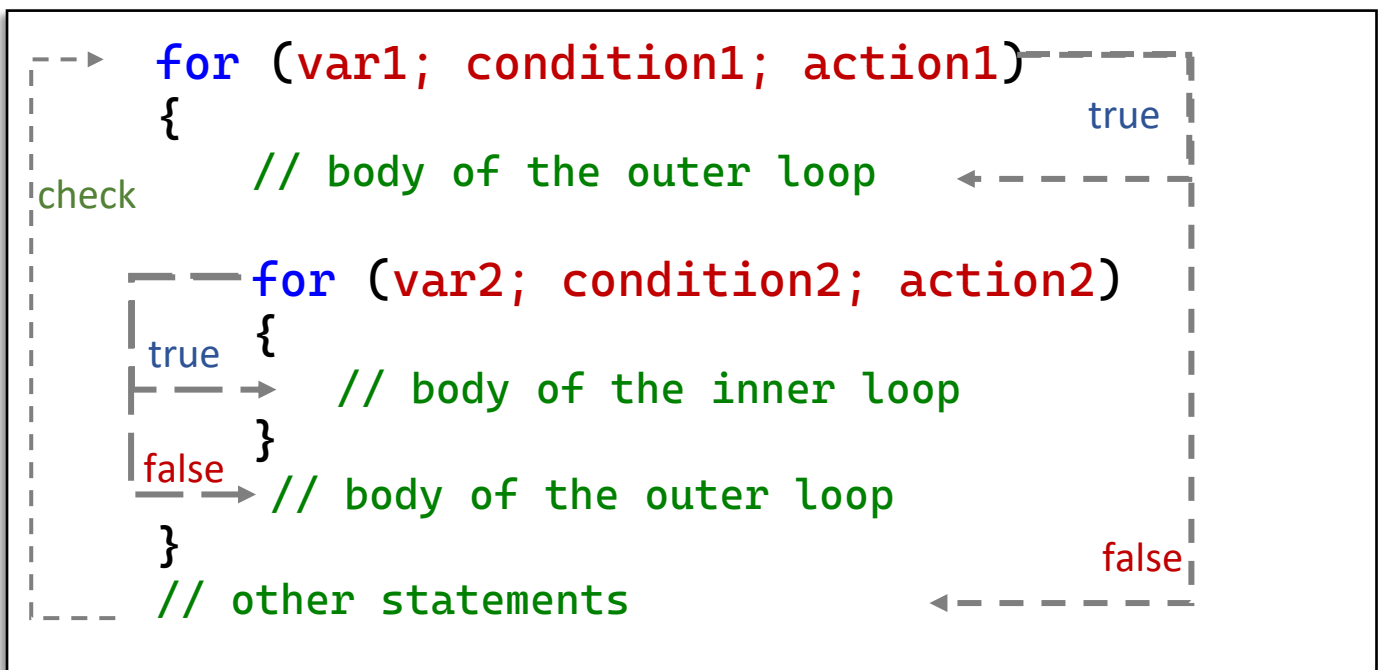 for (var1; condition1; action1)
{
true
// body of the outer loop
check
for (var2; condition2; action2)
{
true
// body of the inner loop
}
false
// body of the outer loop
}
false
// other statements